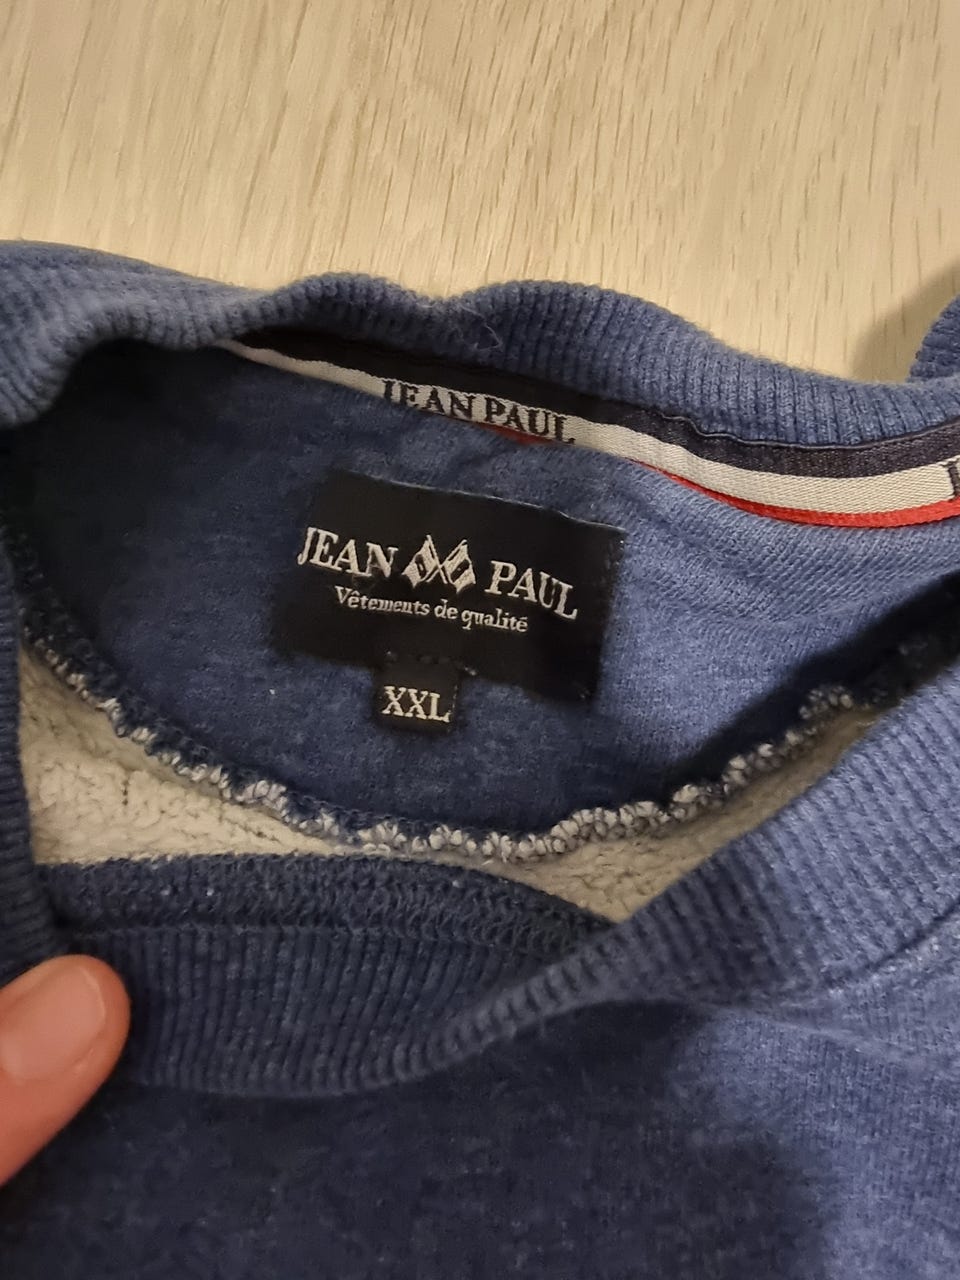 JEAN PAUL
JEAN PAUL
Vêtements de qualité
XXL